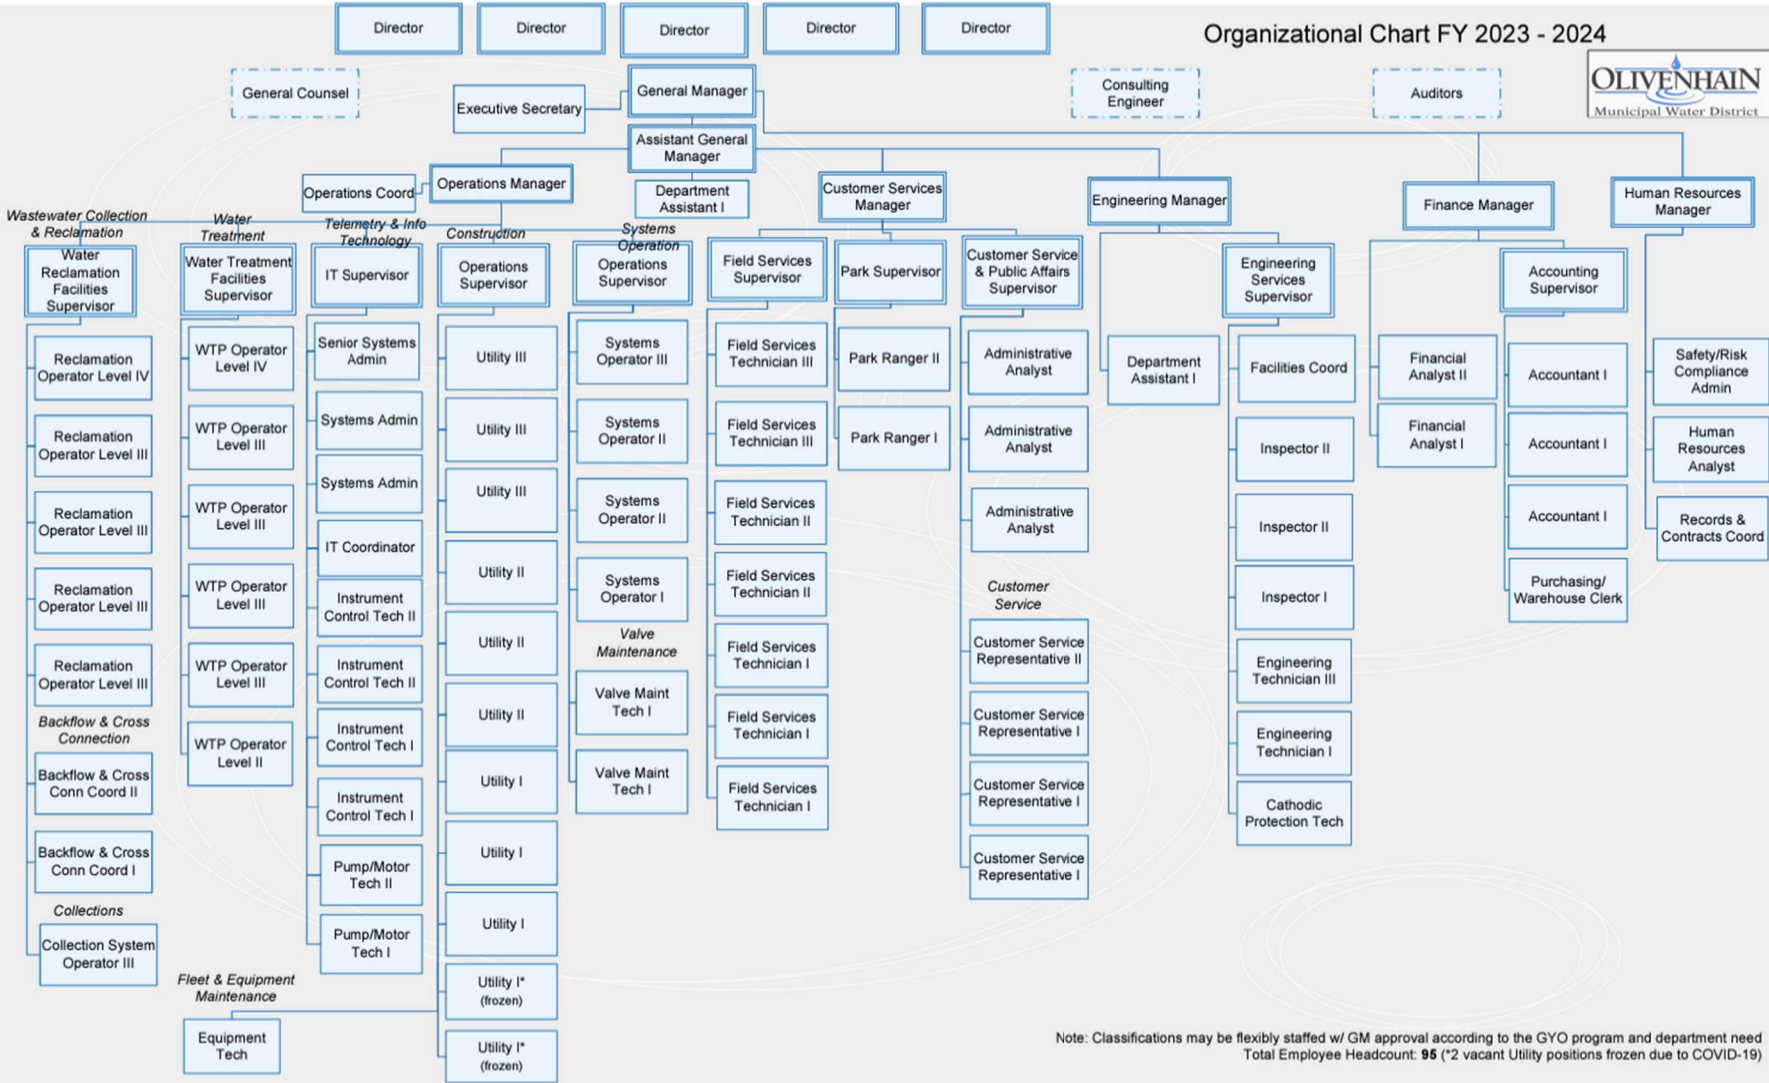 Director
Director
Director
Director
Director
Organizational Chart FY 2023 - 2024
OLIVENHAIN
Municipal Water District
General Counsel
General Manager
Executive Secretary
Consulting
Engineer
Auditors
Assistant General
Manager
Operations Coord
Operations Manager
Department
Assistant I
Customer Services
Manager
Engineering Manager
Finance Manager
Human Resources
Manager
Wastewater Collection
& Reclamation
Water
Reclamation
Facilities
Supervisor
Reclamation
Operator Level IV
Reclamation
Operator Level III
Reclamation
Operator Level III
Reclamation
Operator Level III
Reclamation
Operator Level III
Backflow & Cross
Connection
Backflow & Cross
Conn Coord II
Backflow & Cross
Conn Coord I
Collections
Collection System
Operator III
Water
Treatment
Water Treatment
Facilities
Supervisor
WTP Operator
Level IV
WTP Operator
Level III
WTP Operator
Level III
WTP Operator
Level III
WTP Operator
Level III
WTP Operator
Level II
Fleet & Equipment
Maintenance
Equipment
Tech
Telemetry & Info
Technology
IT Supervisor
Senior Systems
Admin
Systems Admin
Systems Admin
IT Coordinator
Instrument
Control Tech II
Instrument
Control Tech II
Instrument
Control Tech I
Instrument
Control Tech I
Pump/Motor
Tech II
Pump/Motor
Tech I
Construction
Operations
Supervisor
Utility III
Utility III
Utility III
Utility II
Utility II
Utility II
Utility I
Utility I
Utility I
Utility I*
(frozen)
Utility I*
(frozen)
Systems
Operation
Operations
Supervisor
Systems
Operator III
Systems
Operator II
Systems
Operator II
Systems
Operator I
Valve
Maintenance
Valve Maint
Tech I
Valve Maint
Tech I
Field Services
Supervisor
Field Services
Technician III
Field Services
Technician III
Field Services
Technician II
Field Services
Technician II
Field Services
Technician I
Field Services
Technician I
Field Services
Technician I
Park Supervisor
Park Ranger II
Park Ranger I
Customer Service
& Public Affairs
Supervisor
Administrative
Analyst
Administrative
Analyst
Administrative
Analyst
Customer
Service
Customer Service
Representative II
Customer Service
Representative I
Customer Service
Representative I
Customer Service
Representative I
Department
Assistant I
Engineering
Services
Supervisor
Facilities Coord
Inspector II
Inspector II
Inspector I
Engineering
Technician III
Engineering
Technician I
Cathodic
Protection Tech
Financial
Analyst II
Financial
Analyst I
Accounting
Supervisor
Accountant I
Accountant I
Accountant I
Purchasing/
Warehouse Clerk
Safety/Risk
Compliance
Admin
Human
Resources
Analyst
Records &
Contracts Coord
Note: Classifications may be flexibly staffed w/ GM approval according to the GYO program and department need
Total Employee Headcount: 95 (*2 vacant Utility positions frozen due to COVID-19)